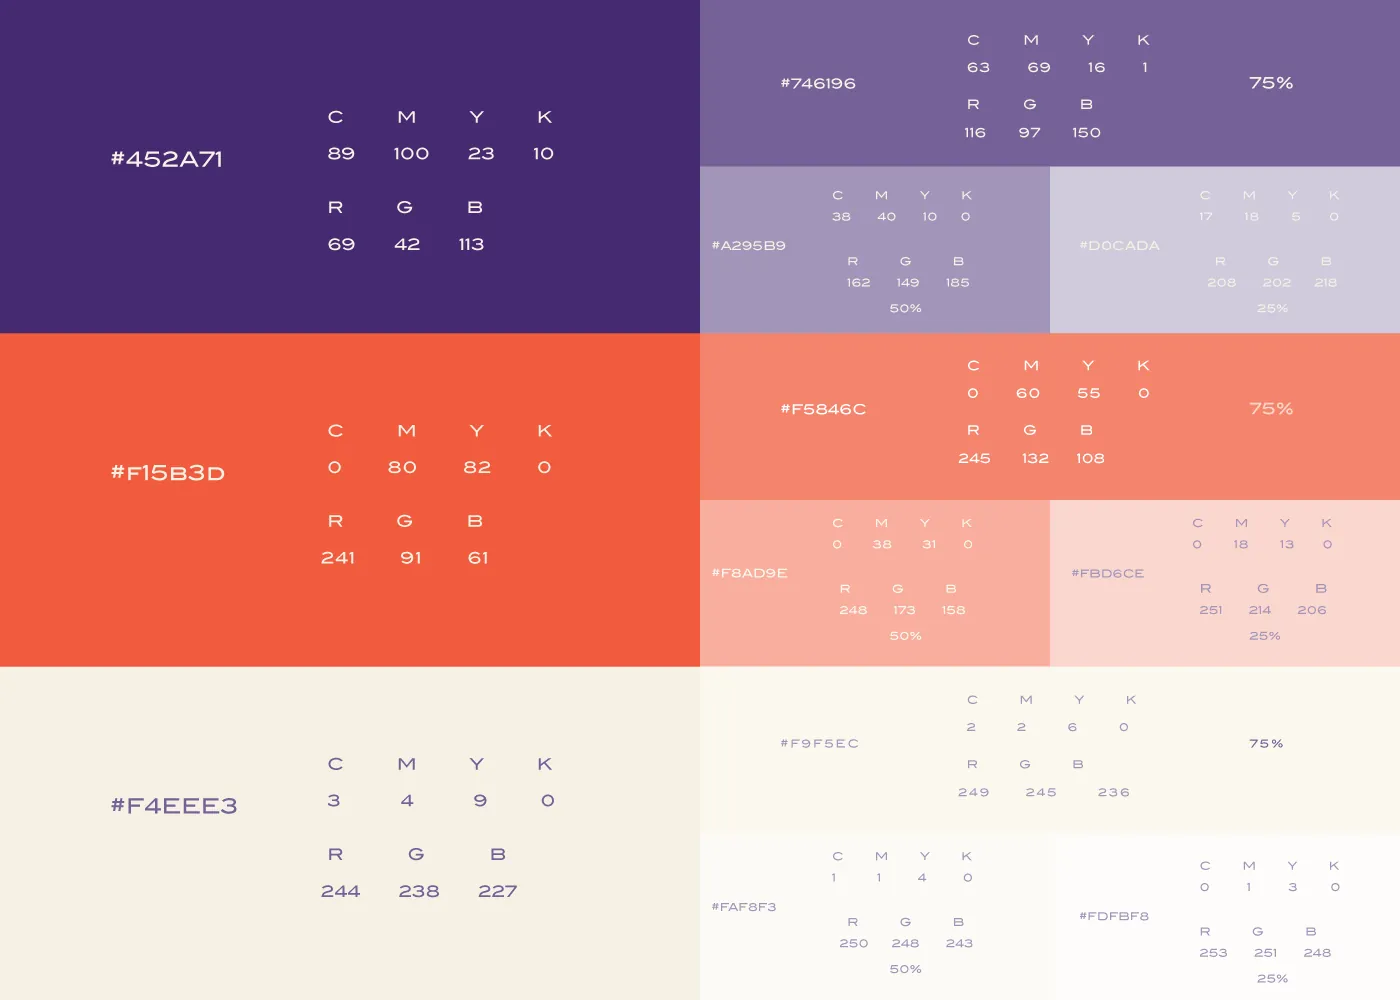 #452A71
C M Y K
89 100 23 10
R G B
69 42 113
#746196
C M Y K
63 69 16 1
R G B
116 97 150
75%
#A295B9
C M Y K
38 40 10 0
R G B
162 149 185
50%
#D0CADA
C M Y K
17 18 5 0
R G B
208 202 218
25%
#F15B3D
C M Y K
0 80 82 0
R G B
241 91 61
#F5846C
C M Y K
0 60 55 0
R G B
245 132 108
75%
#F8AD9E
C M Y K
0 38 31 0
R G B
248 173 158
50%
#FBD6CE
C M Y K
0 18 13 0
R G B
251 214 206
25%
#F4EEE3
C M Y K
3 4 9 0
R G B
244 238 227
#F9F5EC
C M Y K
2 2 6 0
R G B
249 245 236
75%
#FAF8F3
C M Y K
1 1 4 0
R G B
250 248 243
50%
#FDFBF8
C M Y K
0 1 3 0
R G B
253 251 248
25%